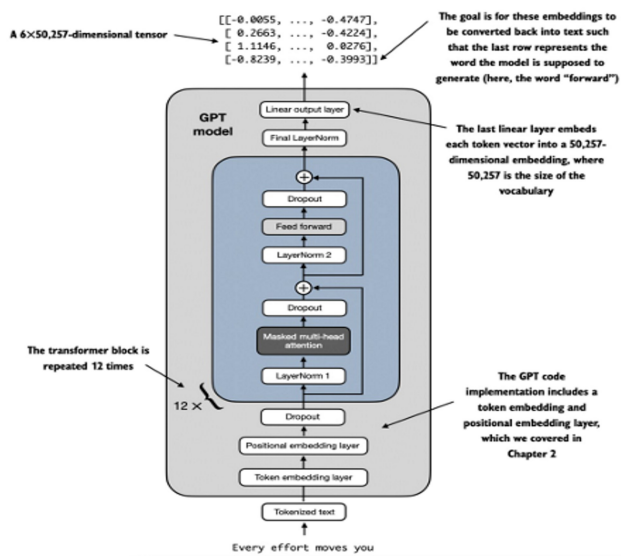 [[-0.0055, ..., -0.4747],
[ 0.2663, ..., -0.4224],
[ 1.1146, ..., 0.0276],
[-0.8239, ..., -0.3993]]
A 6×50,257-dimensional tensor
The goal is for these embeddings to
be converted back into text such
that the last row represents the
word the model is supposed to
generate (here, the word “forward”)
GPT
model
Linear output layer
Final LayerNorm
The last linear layer embeds
each token vector into a 50,257-
dimensional embedding, where
50,257 is the size of the
vocabulary
+
Dropout
Feed forward
LayerNorm 2
+
Dropout
Masked multi-head
attention
LayerNorm 1
The transformer block is
repeated 12 times
12 ×
Dropout
Positional embedding layer
Token embedding layer
The GPT code
implementation includes a
token embedding and
positional embedding layer,
which we covered in
Chapter 2
Tokenized text
Every effort moves you